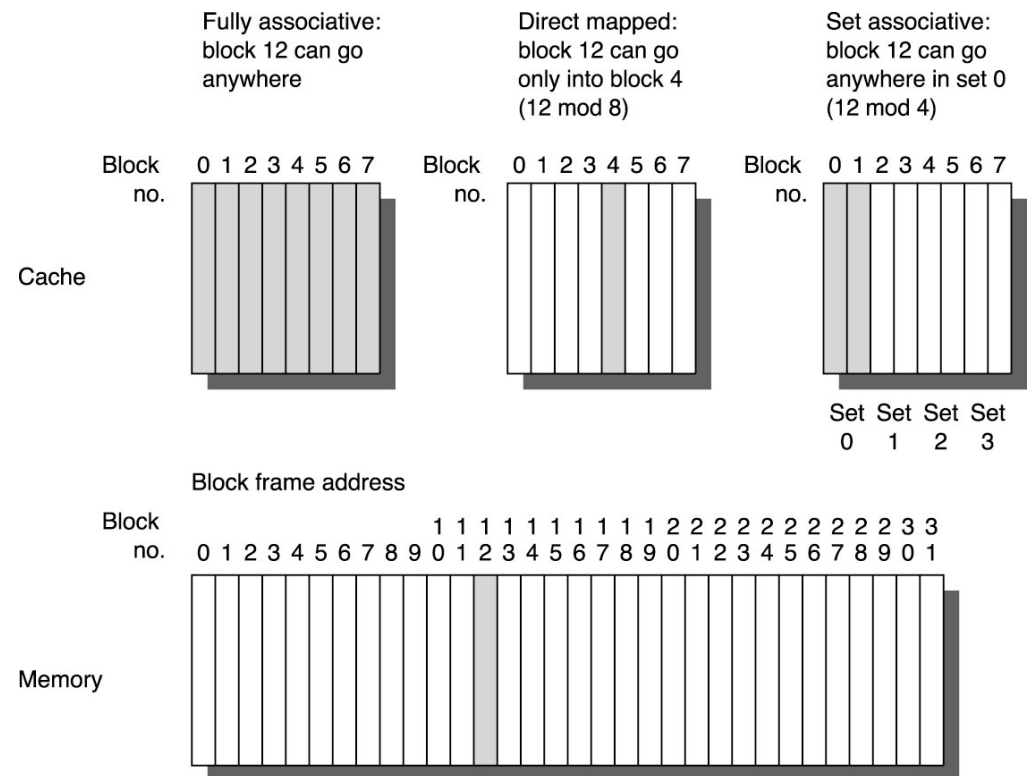 Fully associative:
block 12 can go
anywhere
Direct mapped:
block 12 can go
only into block 4
(12 mod 8)
Set associative:
block 12 can go
anywhere in set 0
(12 mod 4)
Block
no.
0 1 2 3 4 5 6 7
Block
no.
0 1 2 3 4 5 6 7
Block
no.
0 1 2 3 4 5 6 7
Cache
Set Set Set Set
0 1 2 3
Block frame address
Block
no.
1 1 1 1 1 1 1 1 1 1 2 2 2 2 2 2 2 2 2 2 3 3
0 1 2 3 4 5 6 7 8 9 0 1 2 3 4 5 6 7 8 9 0 1 2 3 4 5 6 7 8 9 0 1
Memory